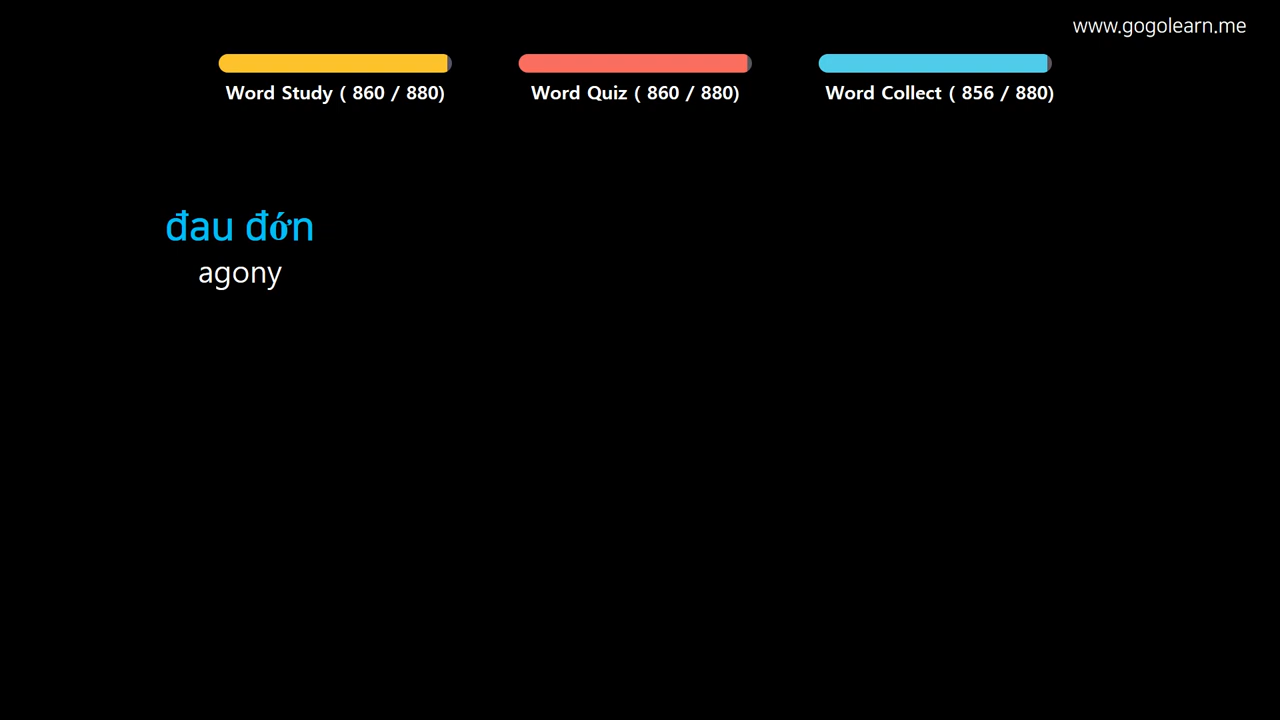 www.gogolearn.me
Word Study ( 860 / 880)
Word Quiz ( 860 / 880)
Word Collect ( 856 / 880)
đau đớn
agony